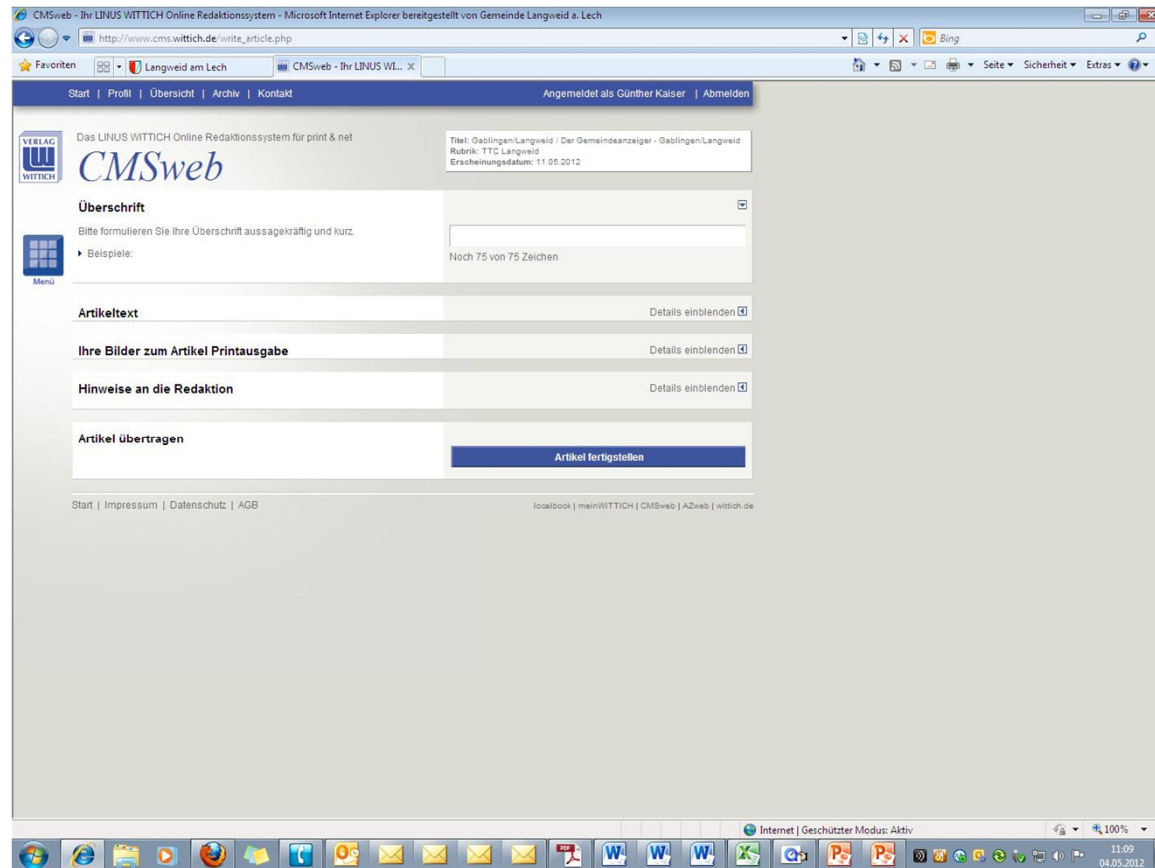 CMSweb - Ihr LINUS WITTICH Online Redaktionssystem - Microsoft Internet Explorer bereitgestellt von Gemeinde Langweid a. Lech
http://www.cms.wittich.de/write_article.php
Bing
Favoriten
Langweid am Lech
CMSweb - Ihr LINUS WI...
Seite
Sicherheit
Extras
Start | Profil | Übersicht | Archiv | Kontakt
Angemeldet als Günther Kaiser | Abmelden
VERLAG
WITTICH
Das LINUS WITTICH Online Redaktionssystem für print & net
CMSweb
Titel: Gablingen/Langweid / Der Gemeindeanzeiger - Gablingen/Langweid
Rubrik: TTC Langweid
Erscheinungsdatum: 11.05.2012
Menü
Überschrift
Bitte formulieren Sie Ihre Überschrift aussagekräftig und kurz.
Beispiele:
Noch 75 von 75 Zeichen
Artikeltext
Details einblenden
Ihre Bilder zum Artikel Printausgabe
Details einblenden
Hinweise an die Redaktion
Details einblenden
Artikel übertragen
Artikel fertigstellen
Start | Impressum | Datenschutz | AGB
localbook | meinWITTICH | CMSweb | AZweb | wittich.de
Internet | Geschützter Modus: Aktiv
100%
11:09
04.05.2012